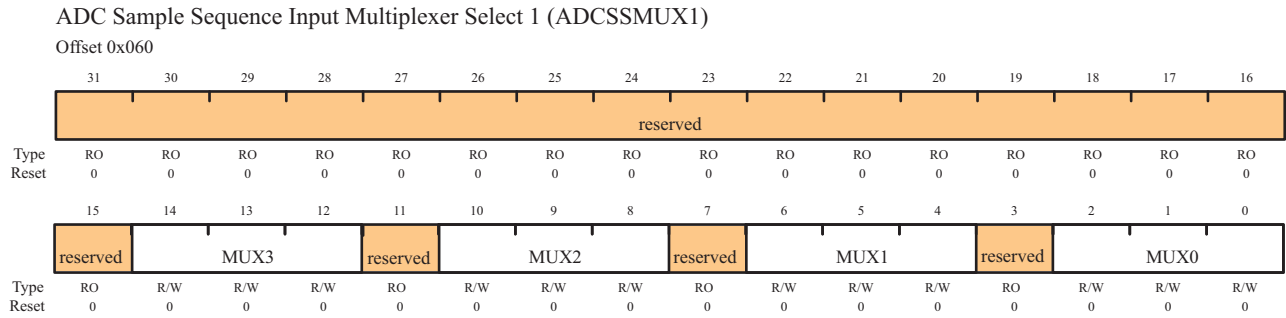 ADC Sample Sequence Input Multiplexer Select 1 (ADCSSMUX1)
Offset 0x060
31 30 29 28 27 26 25 24 23 22 21 20 19 18 17 16
reserved
Type RO RO RO RO RO RO RO RO RO RO RO RO RO RO RO RO
Reset 0 0 0 0 0 0 0 0 0 0 0 0 0 0 0 0
15 14 13 12 11 10 9 8 7 6 5 4 3 2 1 0
reserved MUX3 reserved MUX2 reserved MUX1 reserved MUX0
Type RO R/W R/W R/W RO R/W R/W R/W RO R/W R/W R/W RO R/W R/W R/W
Reset 0 0 0 0 0 0 0 0 0 0 0 0 0 0 0 0